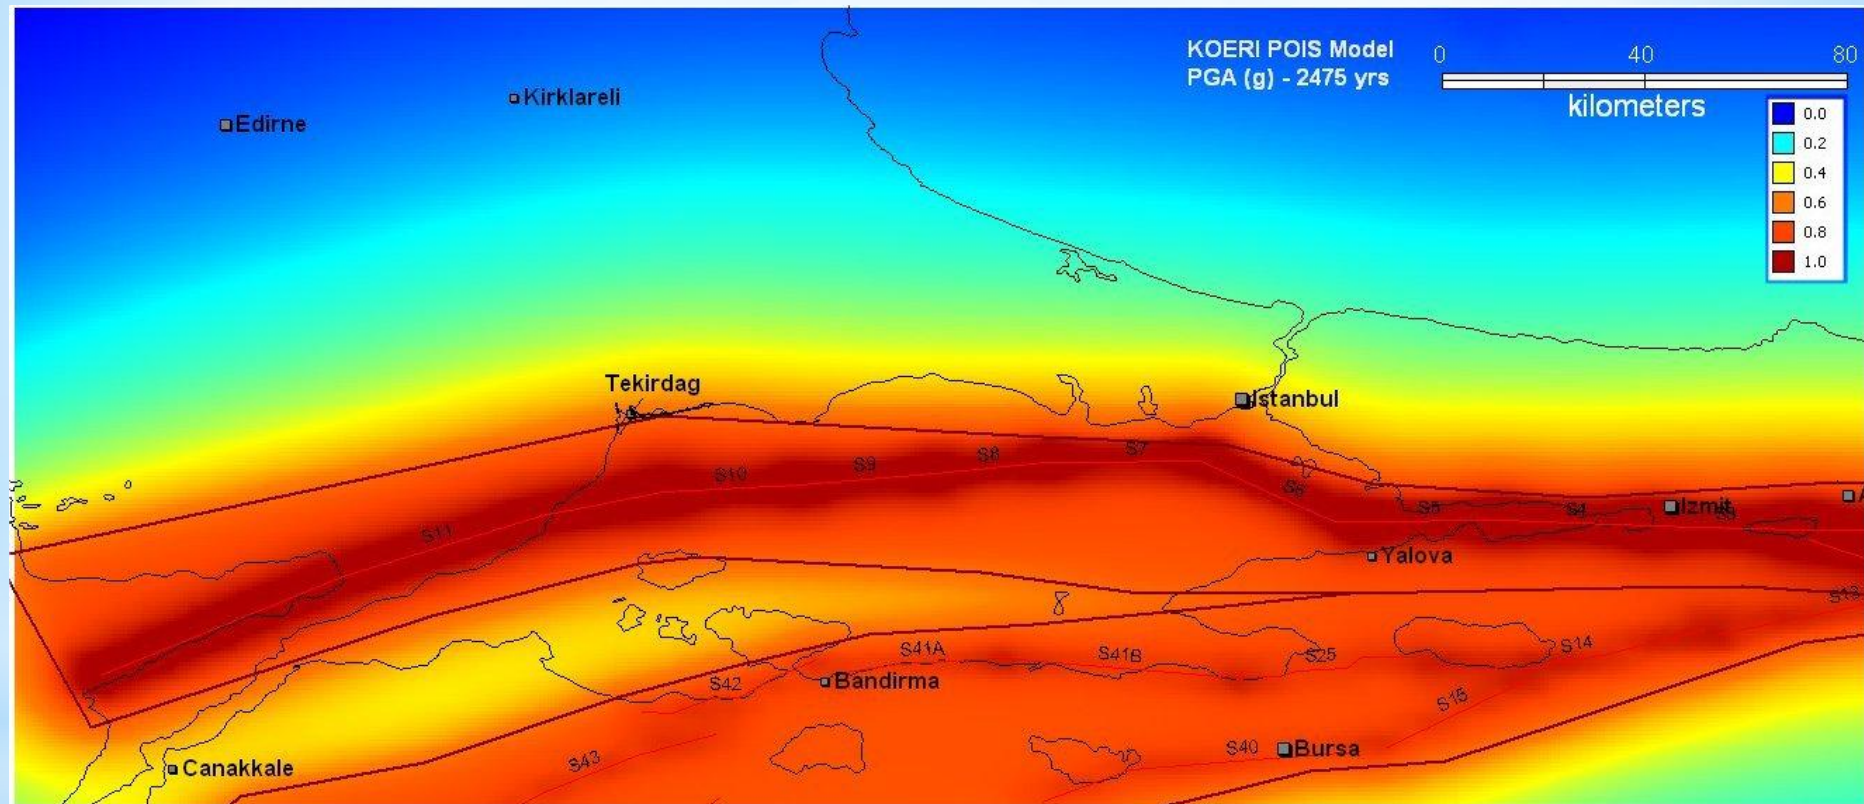 KOERI POIS Model
PGA (g) - 2475 yrs
0 40 80
kilometers
0.0
0.2
0.4
0.6
0.8
1.0
Kirklareli
Edirne
Tekirdag
Istanbul
S7
S8
S9
S10
S6
S11
S5
S4
Izmit
Yalova
S41A
S41B
S25
S14
S42
Bandirma
S15
S43
S40
Bursa
Canakkale